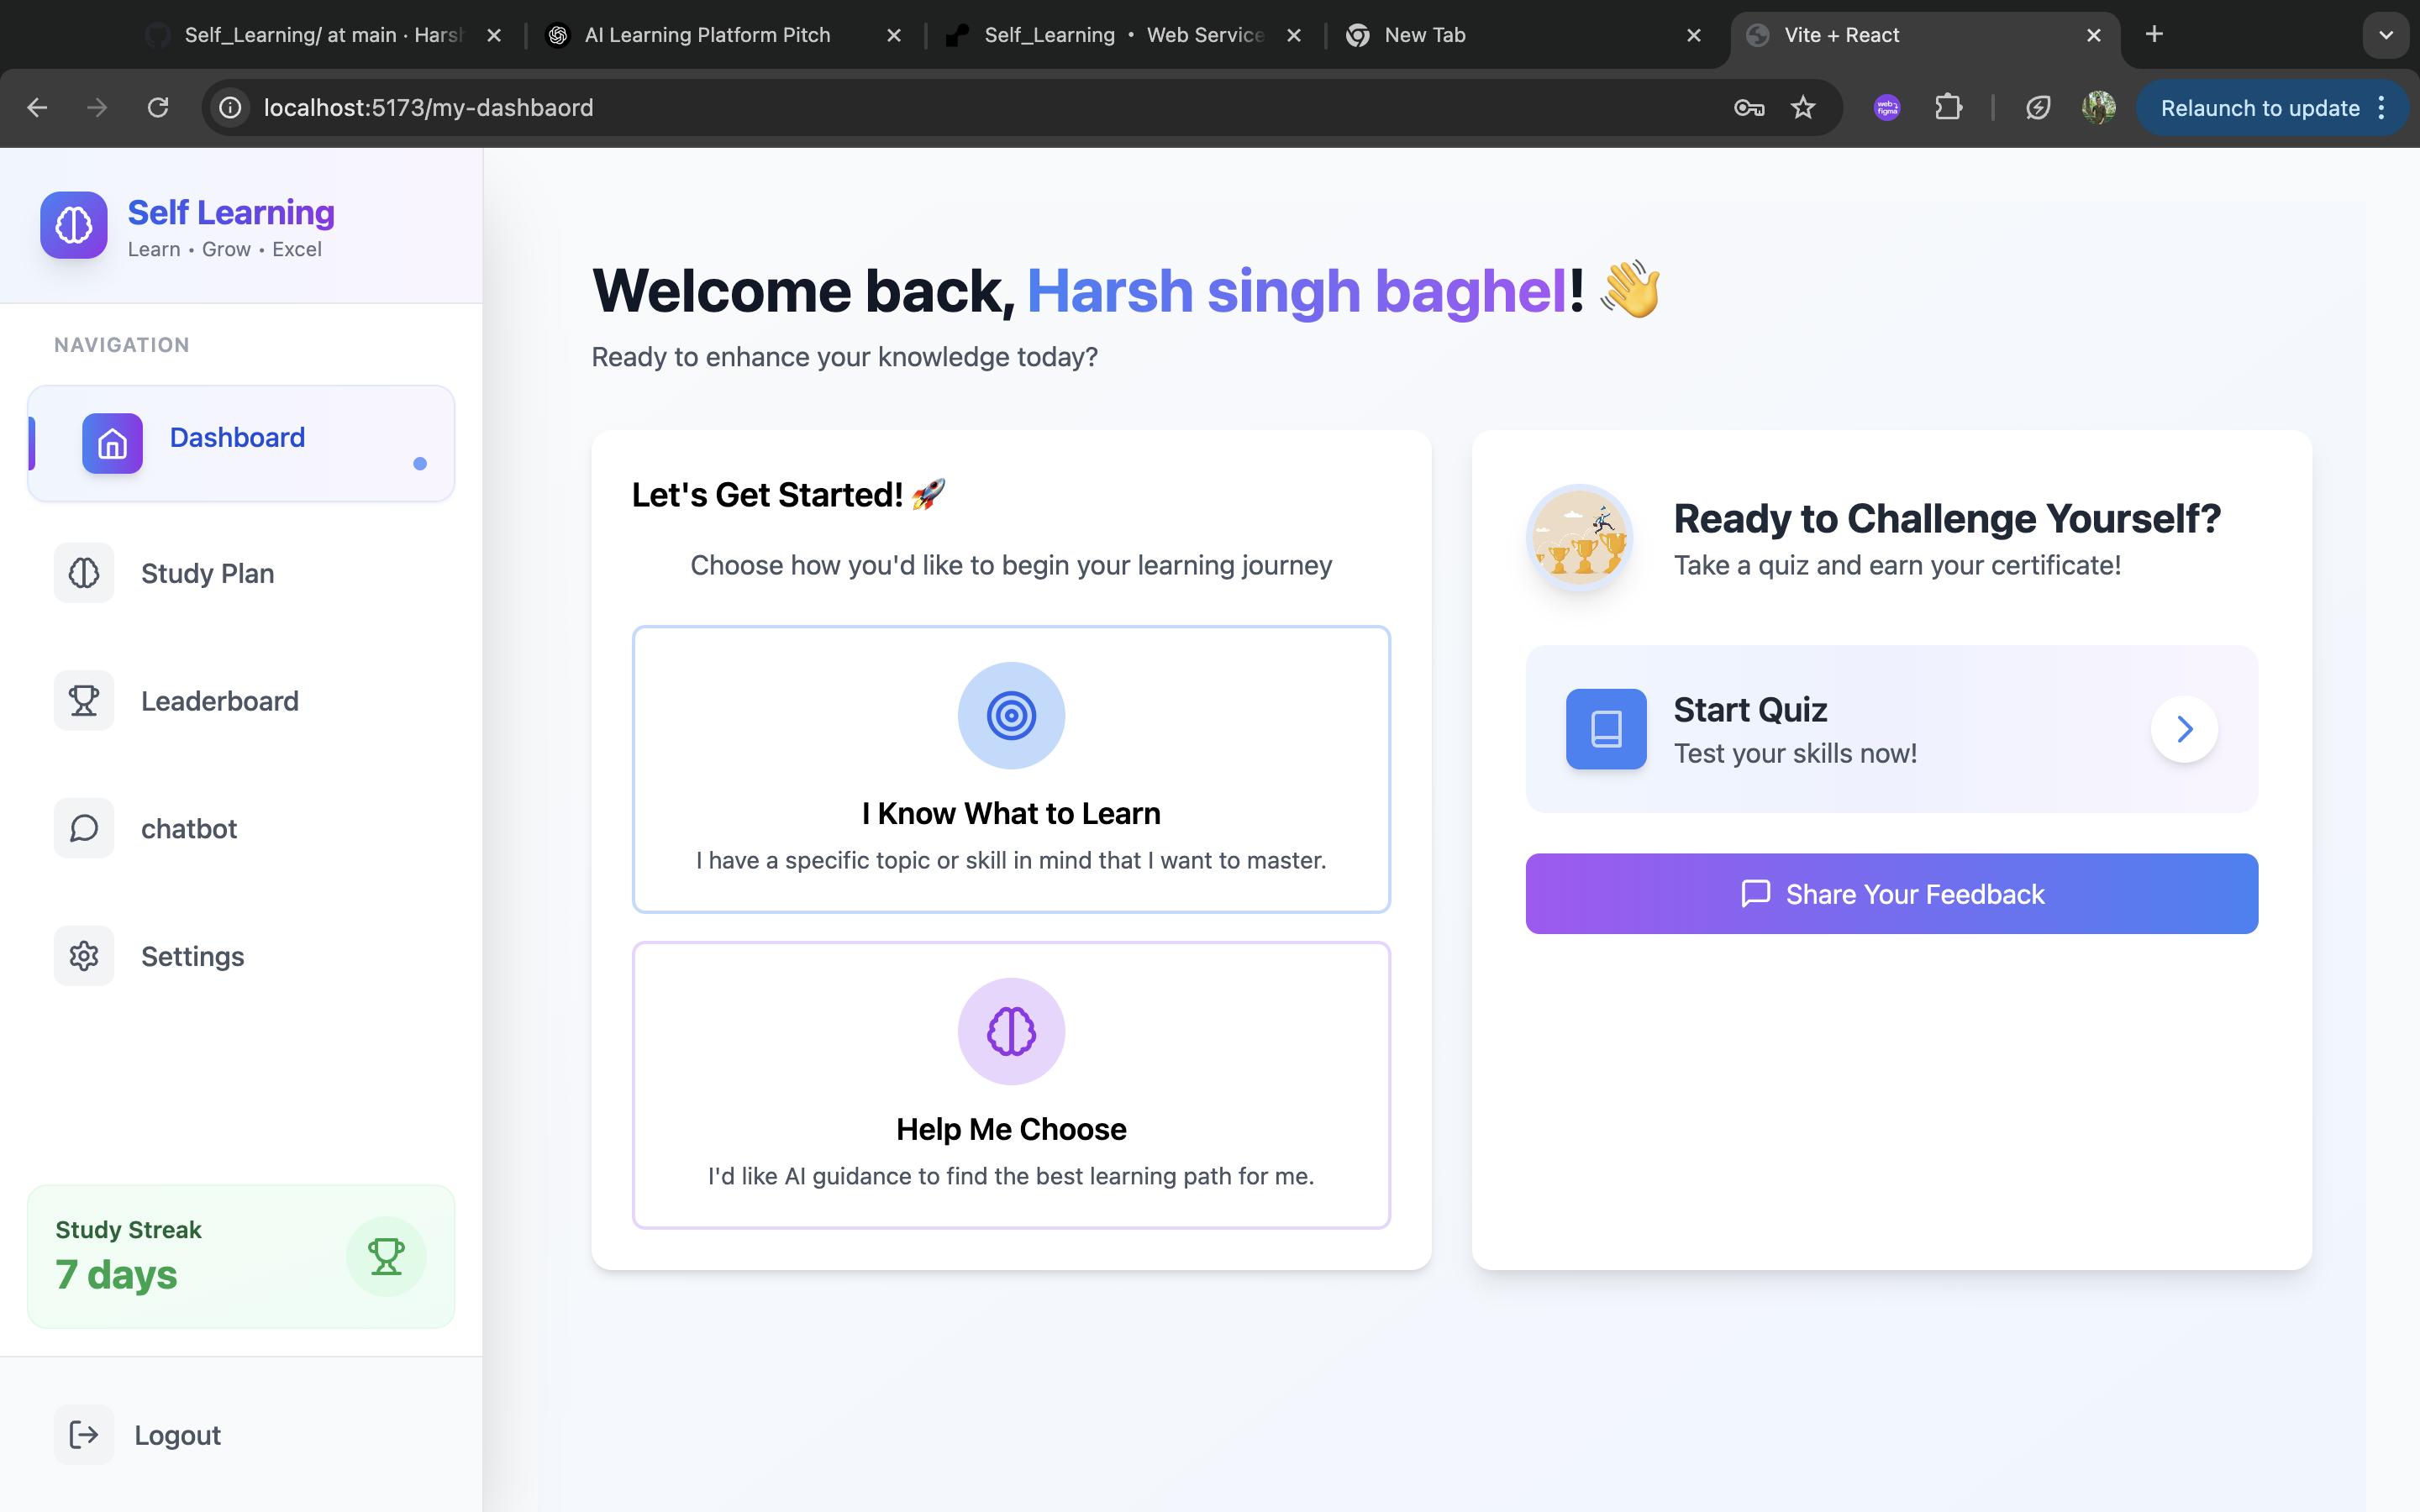 Self_Learning/ at main · Harsh
AI Learning Platform Pitch
Self_Learning • Web Service
New Tab
Vite + React
localhost:5173/my-dashbaord
web
figma
Relaunch to update
Self Learning
Learn • Grow • Excel
NAVIGATION
Dashboard
Study Plan
Leaderboard
chatbot
Settings
Study Streak
7 days
Logout
Welcome back, Harsh singh baghel! 👋
Ready to enhance your knowledge today?
Let's Get Started! 🚀
Choose how you'd like to begin your learning journey
I Know What to Learn
I have a specific topic or skill in mind that I want to master.
Help Me Choose
I'd like AI guidance to find the best learning path for me.
Ready to Challenge Yourself?
Take a quiz and earn your certificate!
Start Quiz
Test your skills now!
Share Your Feedback